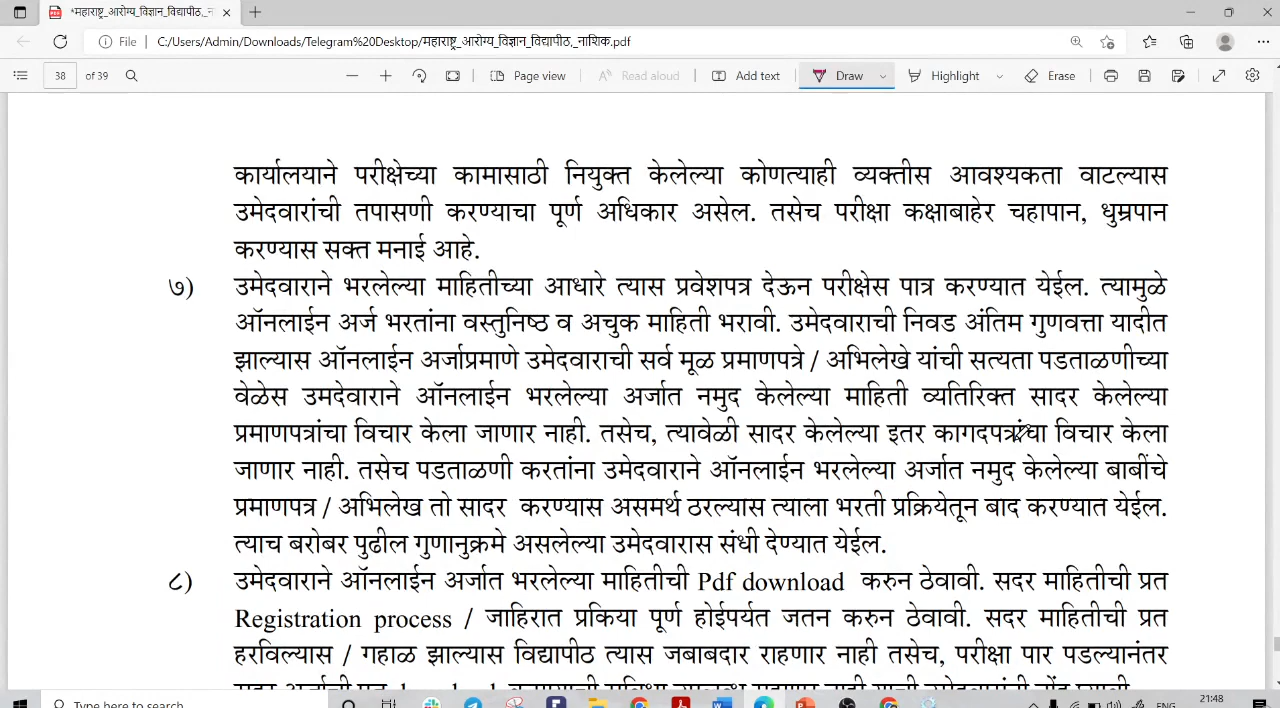 *महाराष्ट्र_आरोग्य_विज्ञान_विद्यापीठ_न
File C:/Users/Admin/Downloads/Telegram%20Desktop/महाराष्ट्र_आरोग्य_विज्ञान_विद्यापीठ,_नाशिक.pdf
38 of 39 Page view Read aloud Add text Draw Highlight Erase
कार्यालयाने परीक्षेच्या कामासाठी नियुक्त केलेल्या कोणत्याही व्यक्तीस आवश्यकता वाटल्यास
उमेदवारांची तपासणी करण्याचा पूर्ण अधिकार असेल. तसेच परीक्षा कक्षाबाहेर चहापान, धुम्रपान
करण्यास सक्त मनाई आहे.
७) उमेदवाराने भरलेल्या माहितीच्या आधारे त्यास प्रवेशपत्र देऊन परीक्षेस पात्र करण्यात येईल. त्यामुळे
ऑनलाईन अर्ज भरतांना वस्तुनिष्ठ व अचुक माहिती भरावी. उमेदवाराची निवड अंतिम गुणवत्ता यादीत
झाल्यास ऑनलाईन अर्जाप्रमाणे उमेदवाराची सर्व मूळ प्रमाणपत्रे / अभिलेखे यांची सत्यता पडताळणीच्या
वेळेस उमदेवाराने ऑनलाईन भरलेल्या अर्जात नमुद केलेल्या माहिती व्यतिरिक्त सादर केलेल्या
प्रमाणपत्रांचा विचार केला जाणार नाही. तसेच, त्यावेळी सादर केलेल्या इतर कागदपत्रांचा विचार केला
जाणार नाही. तसेच पडताळणी करतांना उमेदवाराने ऑनलाईन भरलेल्या अर्जात नमुद केलेल्या बाबींचे
प्रमाणपत्र / अभिलेख तो सादर करण्यास असमर्थ ठरल्यास त्याला भरती प्रक्रियेतून बाद करण्यात येईल.
त्याच बरोबर पुढील गुणानुक्रमे असलेल्या उमेदवारास संधी देण्यात येईल.
८) उमेदवाराने ऑनलाईन अर्जात भरलेल्या माहितीची Pdf download करुन ठेवावी. सदर माहितीची प्रत
Registration process / जाहिरात प्रकिया पूर्ण होईपर्यत जतन करुन ठेवावी. सदर माहितीची प्रत
हरविल्यास / गहाळ झाल्यास विद्यापीठ त्यास जबाबदार राहणार नाही तसेच, परीक्षा पार पडल्यानंतर
Type here to search ENG 21:48